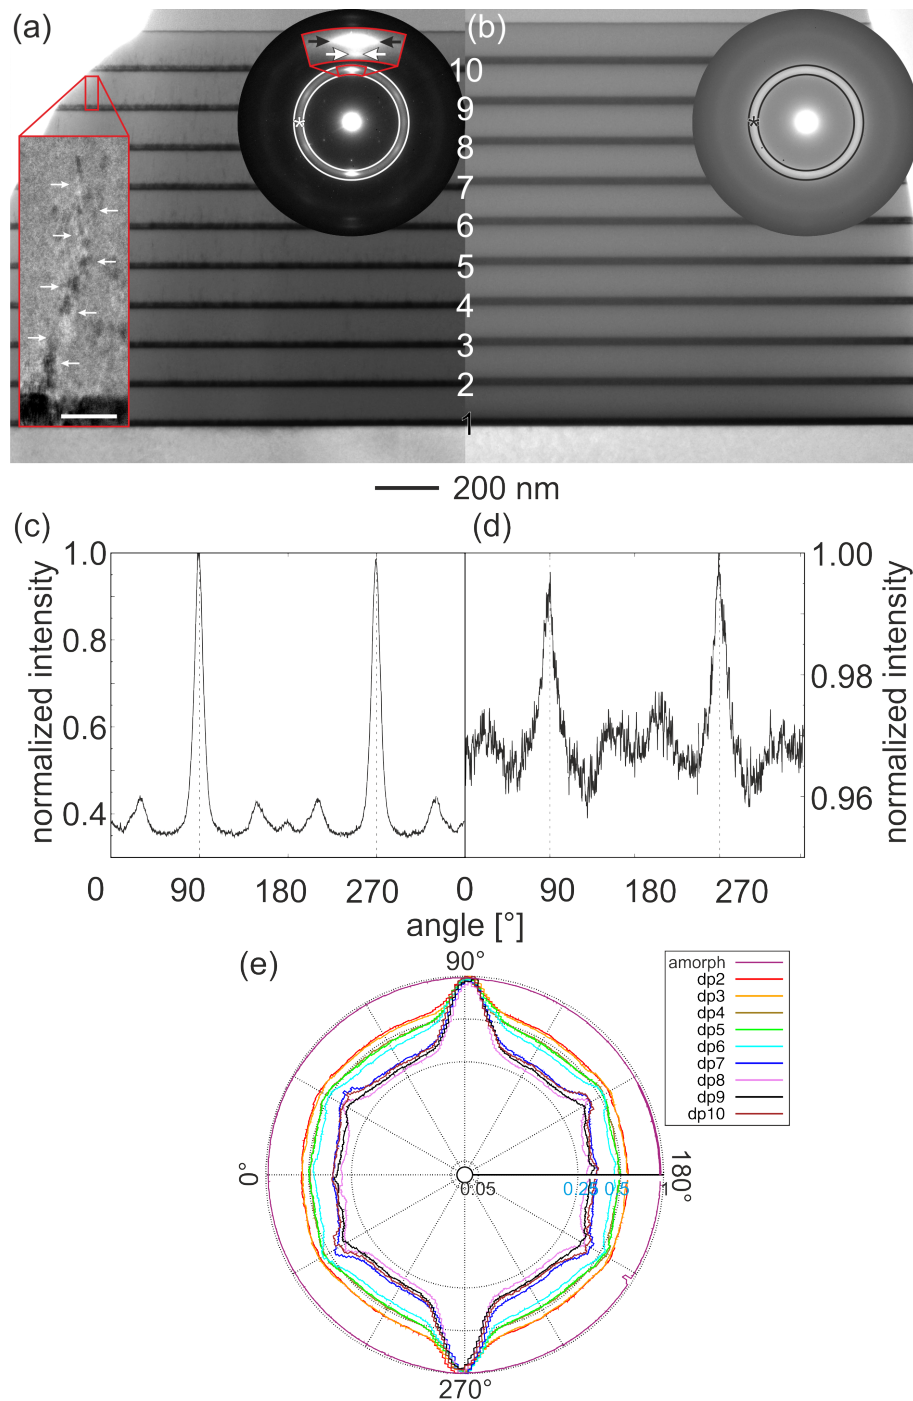 (a)
(b)
*
*
10
9
8
7
6
5
4
3
2
1
200 nm
(c)
(d)
normalized intensity
1.0
0.8
0.6
0.4
0
90
180
270
1.00
0.98
0.96
normalized intensity
0
90
180
270
angle [°]
(e)
90°
0°
180°
270°
0.05
0.25
0.5
1
amorph
dp2
dp3
dp4
dp5
dp6
dp7
dp8
dp9
dp10